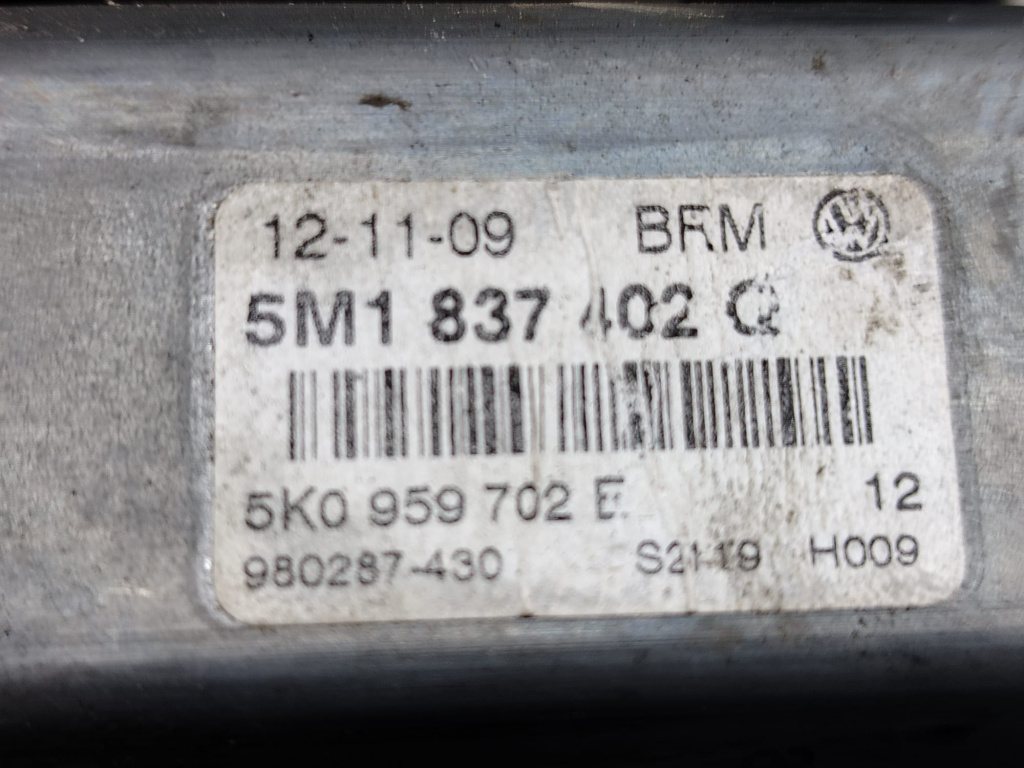 12-11-09 BRM
5M1 837 402 Q
5K0 959 702 E 12
980287-430 H009